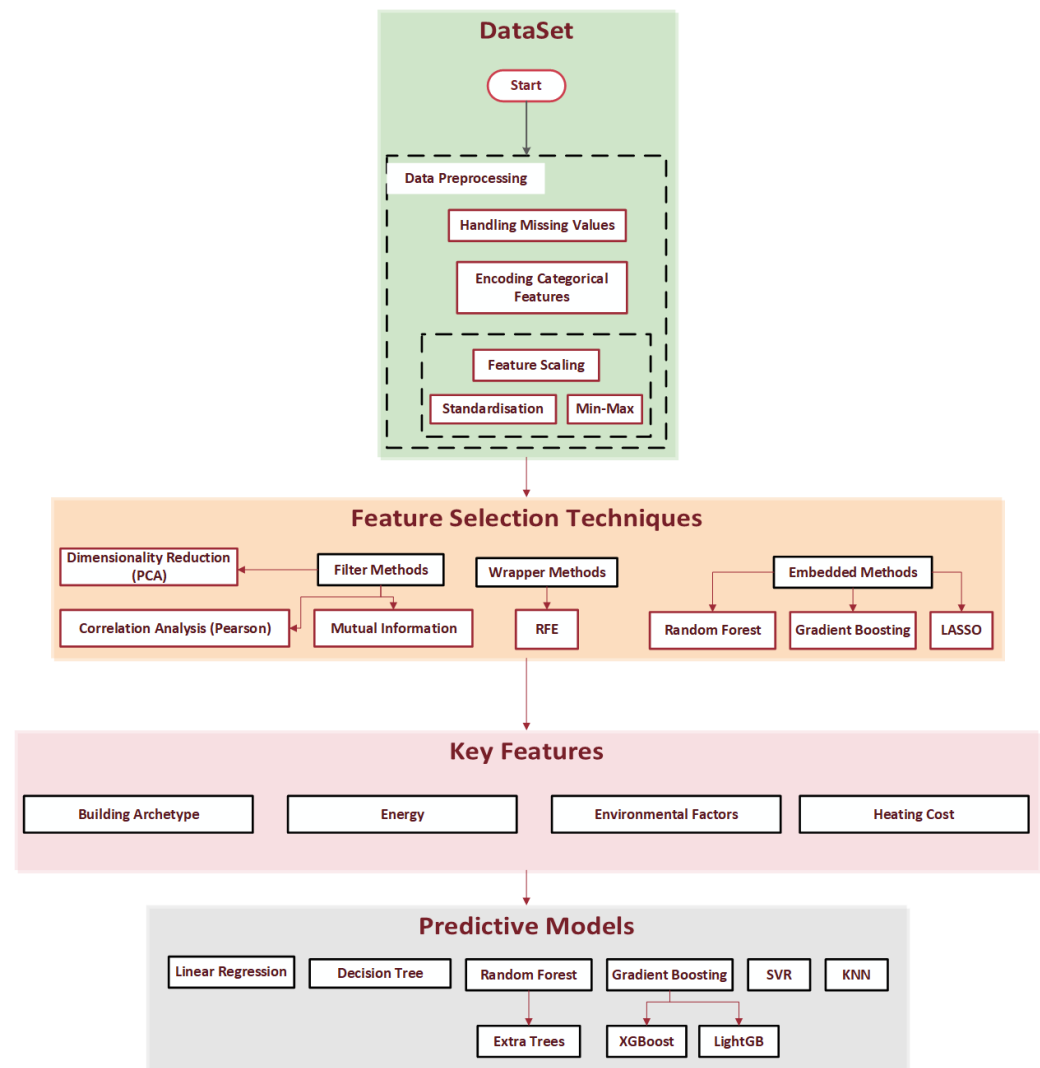 DataSet
Start
Data Preprocessing
Handling Missing Values
Encoding Categorical
Features
Feature Scaling
Standardisation
Min-Max
Feature Selection Techniques
Dimensionality Reduction
(PCA)
Filter Methods
Wrapper Methods
Embedded Methods
Correlation Analysis (Pearson)
Mutual Information
RFE
Random Forest
Gradient Boosting
LASSO
Key Features
Building Archetype
Energy
Environmental Factors
Heating Cost
Predictive Models
Linear Regression
Decision Tree
Random Forest
Gradient Boosting
SVR
KNN
Extra Trees
XGBoost
LightGB